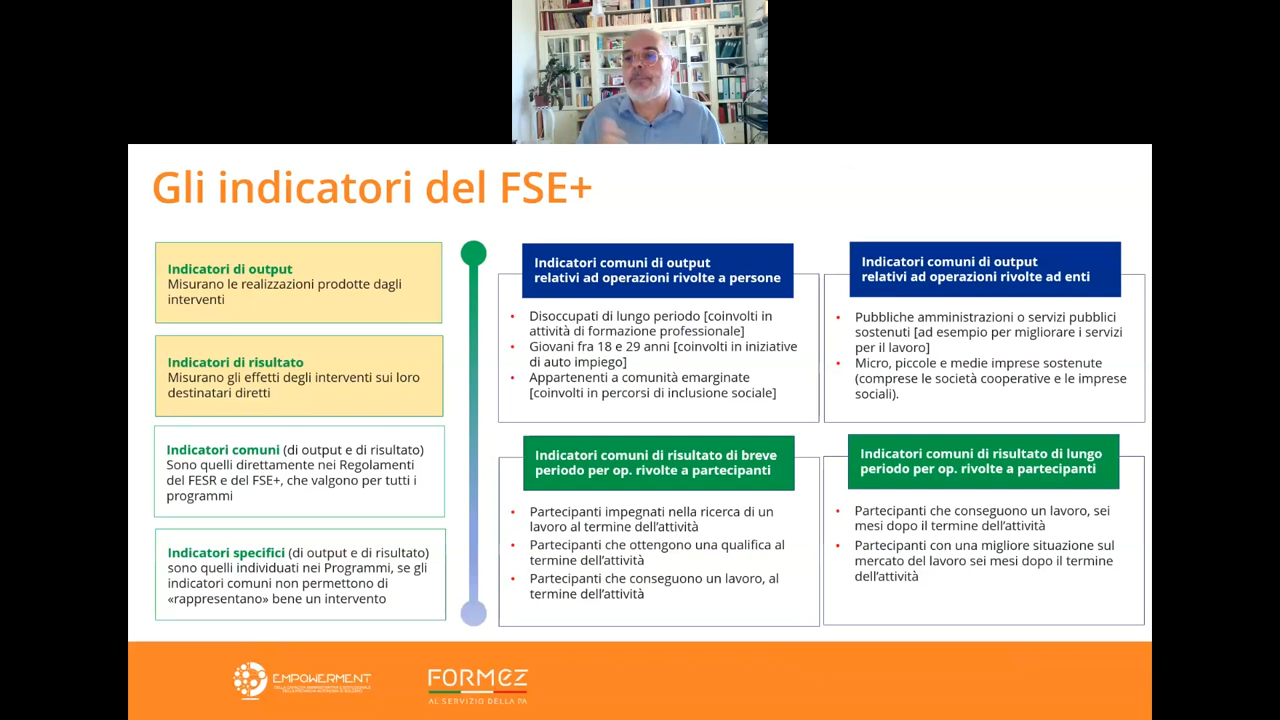 Gli indicatori del FSE+
Indicatori di output
Misurano le realizzazioni prodotte dagli
interventi
Indicatori di risultato
Misurano gli effetti degli interventi sui loro
destinatari diretti
Indicatori comuni (di output e di risultato)
Sono quelli direttamente nei Regolamenti
del FESR e del FSE+, che valgono per tutti i
programmi
Indicatori specifici (di output e di risultato)
sono quelli individuati nei Programmi, se gli
indicatori comuni non permettono di
«rappresentano» bene un intervento
Indicatori comuni di output
relativi ad operazioni rivolte a persone
• Disoccupati di lungo periodo [coinvolti in
attività di formazione professionale]
• Giovani fra 18 e 29 anni [coinvolti in iniziative
di auto impiego]
• Appartenenti a comunità emarginate
[coinvolti in percorsi di inclusione sociale]
Indicatori comuni di output
relativi ad operazioni rivolte ad enti
• Pubbliche amministrazioni o servizi pubblici
sostenuti [ad esempio per migliorare i servizi
per il lavoro]
• Micro, piccole e medie imprese sostenute
(comprese le società cooperative e le imprese
sociali).
Indicatori comuni di risultato di breve
periodo per op. rivolte a partecipanti
• Partecipanti impegnati nella ricerca di un
lavoro al termine dell’attività
• Partecipanti che ottengono una qualifica al
termine dell’attività
• Partecipanti che conseguono un lavoro, al
termine dell’attività
Indicatori comuni di risultato di lungo
periodo per op. rivolte a partecipanti
• Partecipanti che conseguono un lavoro, sei
mesi dopo il termine dell’attività
• Partecipanti con una migliore situazione sul
mercato del lavoro sei mesi dopo il termine
dell’attività
EMPOWERMENT
FORMEZ
AL SERVIZIO DELLA PA